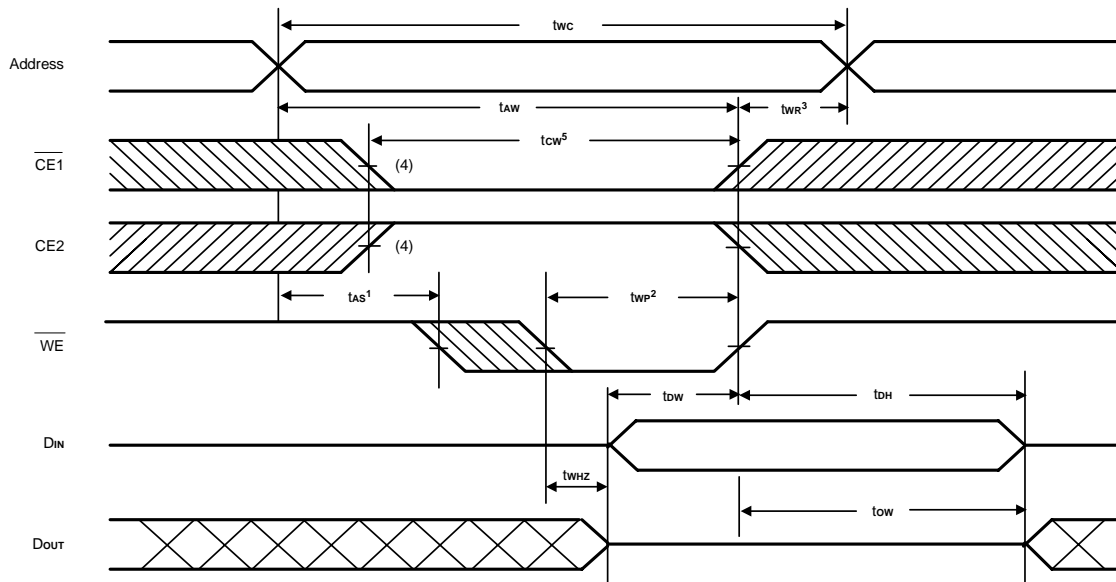 tWC
Address
tAW
tWR3
tCW5
CE1
(4)
CE2
(4)
tAS1
tWP2
WE
tDW
tDH
DIN
tWHZ
tOW
DOUT